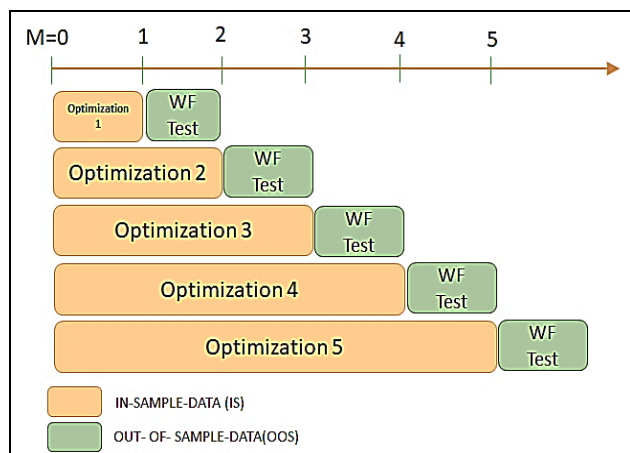 M=0 1 2 3 4 5
Optimization
1
WF
Test
Optimization 2
WF
Test
Optimization 3
WF
Test
Optimization 4
WF
Test
Optimization 5
WF
Test
IN-SAMPLE-DATA (IS)
OUT- OF- SAMPLE-DATA(OOS)